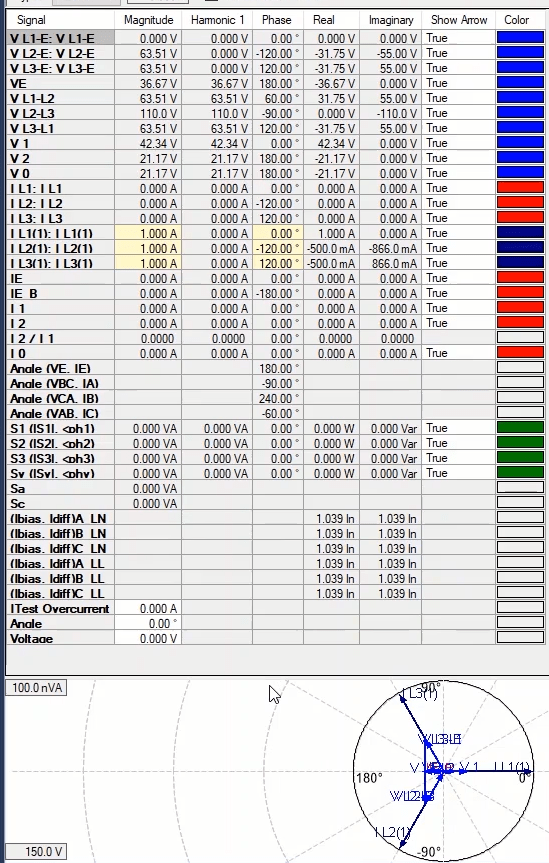 Signal Magnitude Harmonic 1 Phase Real Imaginary Show Arrow Color
V L1-E: V L1-E 0.000 V 0.000 V 0.00 ° 0.000 V 0.000 V True
V L2-E: V L2-E 63.51 V 0.000 V -120.00 ° -31.75 V -55.00 V True
V L3-E: V L3-E 63.51 V 0.000 V 120.00 ° -31.75 V 55.00 V True
VE 36.67 V 36.67 V 180.00 ° -36.67 V 0.000 V True
V L1-L2 63.51 V 63.51 V 60.00 ° 31.75 V 55.00 V True
V L2-L3 110.0 V 110.0 V -90.00 ° 0.000 V -110.0 V True
V L3-L1 63.51 V 63.51 V 120.00 ° -31.75 V 55.00 V True
V 1 42.34 V 42.34 V 0.00 ° 42.34 V 0.000 V True
V 2 21.17 V 21.17 V 180.00 ° -21.17 V 0.000 V True
V 0 21.17 V 21.17 V 180.00 ° -21.17 V 0.000 V True
I L1: I L1 0.000 A 0.000 A 0.00 ° 0.000 A 0.000 A True
I L2: I L2 0.000 A 0.000 A -120.00 ° 0.000 A 0.000 A True
I L3: I L3 0.000 A 0.000 A 120.00 ° 0.000 A 0.000 A True
I L1(1): I L1(1) 1.000 A 0.000 A 0.00 ° 1.000 A 0.000 A True
I L2(1): I L2(1) 1.000 A 0.000 A -120.00 ° -500.0 mA -866.0 mA True
I L3(1): I L3(1) 1.000 A 0.000 A 120.00 ° -500.0 mA 866.0 mA True
IE 0.000 A 0.000 A 0.00 ° 0.000 A 0.000 A True
IE B 0.000 A 0.000 A -180.00 ° 0.000 A 0.000 A True
I 1 0.000 A 0.000 A 0.00 ° 0.000 A 0.000 A True
I 2 0.000 A 0.000 A 0.00 ° 0.000 A 0.000 A True
I 2 / I 1 0.0000 0.0000 0.00 ° 0.0000 0.0000
I 0 0.000 A 0.000 A 0.00 ° 0.000 A 0.000 A True
Angle (VE, IE) 180.00 °
Angle (VBC, IA) -90.00 °
Angle (VCA, IB) 240.00 °
Angle (VAB, IC) -60.00 °
S1 (|S1|, <ph1) 0.000 VA 0.000 VA 0.00 ° 0.000 W 0.000 Var True
S2 (|S2|, <ph2) 0.000 VA 0.000 VA 0.00 ° 0.000 W 0.000 Var True
S3 (|S3|, <ph3) 0.000 VA 0.000 VA 0.00 ° 0.000 W 0.000 Var True
Sy (|Sy|, <phy) 0.000 VA 0.000 VA 0.00 ° 0.000 W 0.000 Var True
Sa 0.000 VA
Sc 0.000 VA
(Ibias, Idiff)A LN 1.039 In 1.039 In
(Ibias, Idiff)B LN 1.039 In 1.039 In
(Ibias, Idiff)C LN 1.039 In 1.039 In
(Ibias, Idiff)A LL 1.039 In 1.039 In
(Ibias, Idiff)B LL 1.039 In 1.039 In
(Ibias, Idiff)C LL 1.039 In 1.039 In
ITest Overcurrent 0.000 A
Angle 0.00 °
Voltage 0.000 V
100.0 nVA
I L3(1) 90°
V L3-E
180° V 1 I L1(1) 0°
I L2(1) -90°
150.0 V